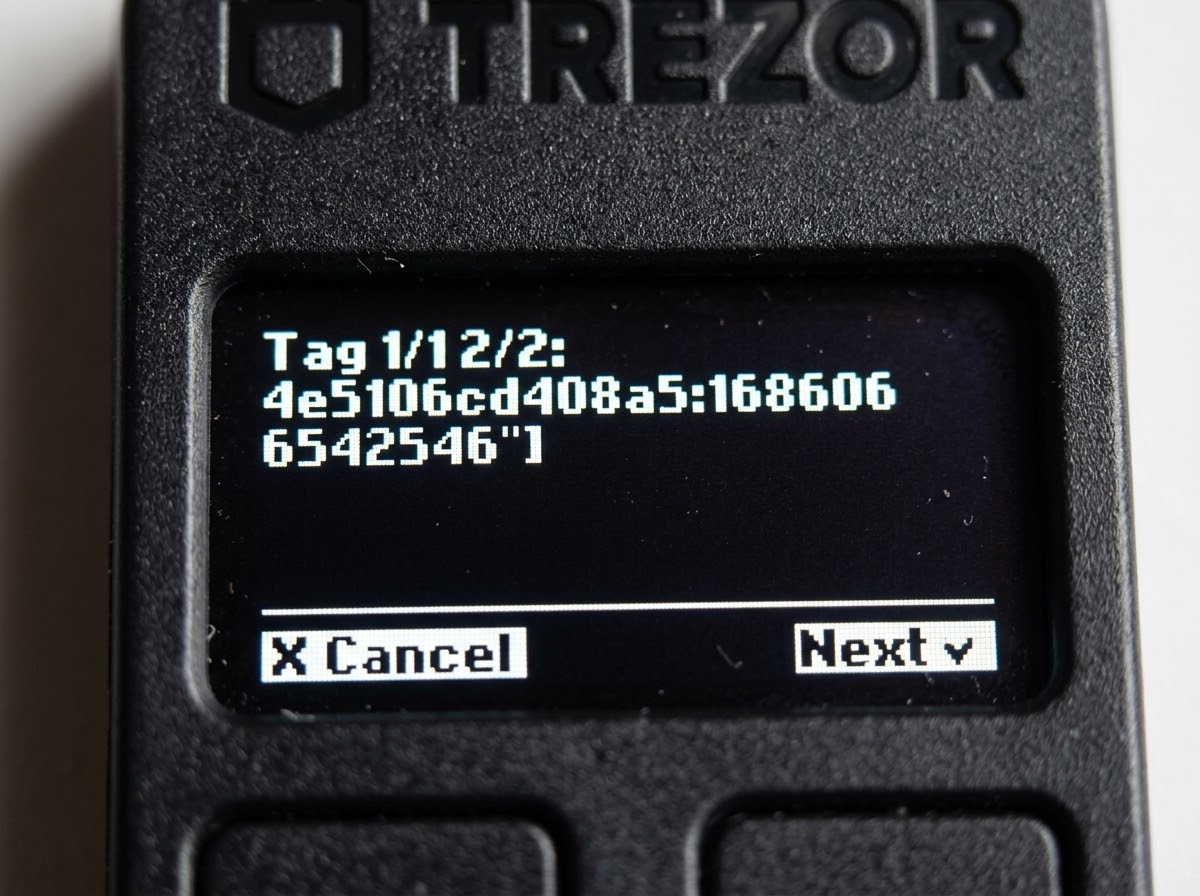 TREZOR
Tag 1/1 2/2:
4e5106cd408a5:168606
6542546"]
X Cancel
Next ✓